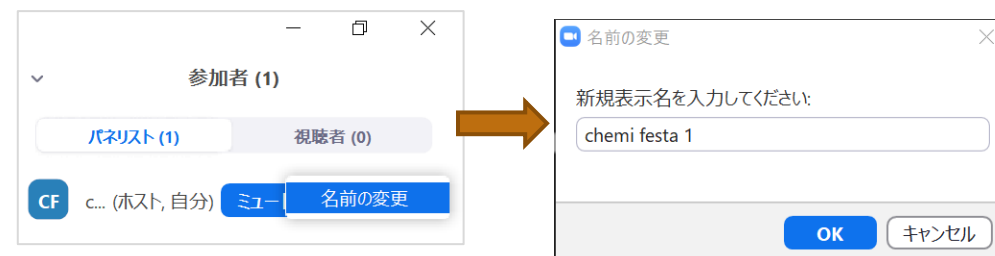 参加者 (1)
パネリスト (1)
視聴者 (0)
CF
c... (ホスト, 自分)
ミュート
名前の変更
名前の変更
新規表示名を入力してください:
chemi festa 1
OK
キャンセル